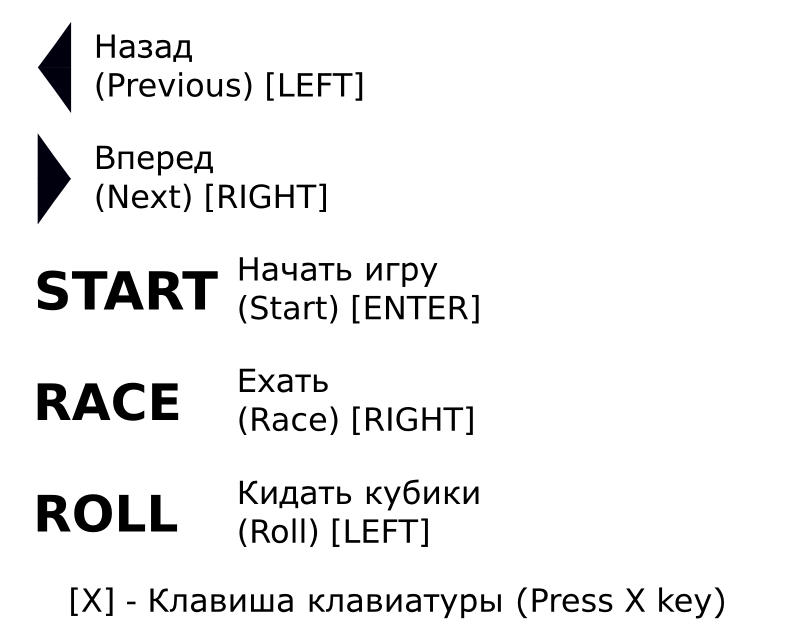 Назад
(Previous) [LEFT]
Вперед
(Next) [RIGHT]
START
Начать игру
(Start) [ENTER]
RACE
Ехать
(Race) [RIGHT]
ROLL
Кидать кубики
(Roll) [LEFT]
[X] - Клавиша клавиатуры (Press X key)